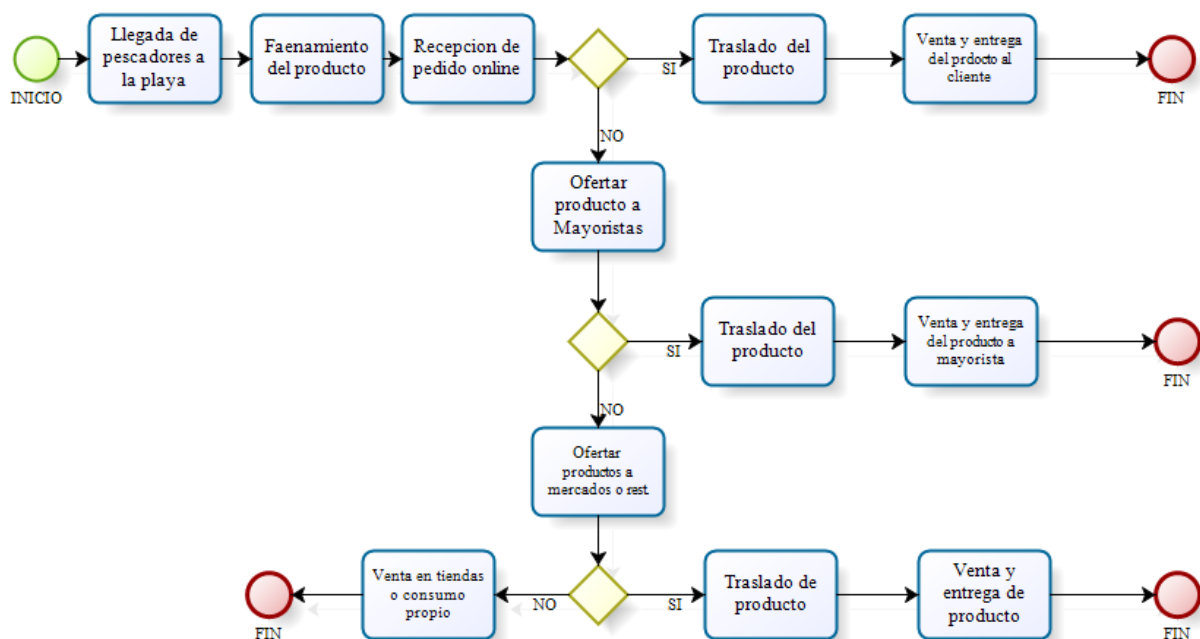 INICIO
Llegada de
pescadores a
la playa
Faenamiento
del producto
Recepcion de
pedido online
SI
Traslado del
producto
Venta y entrega
del prdocto al
cliente
FIN
NO
Ofertar
producto a
Mayoristas
SI
Traslado del
producto
Venta y entrega
del producto a
mayorista
FIN
NO
Ofertar
productos a
mercados o rest.
FIN
Venta en tiendas
o consumo
propio
NO
SI
Traslado de
producto
Venta y
entrega de
producto
FIN